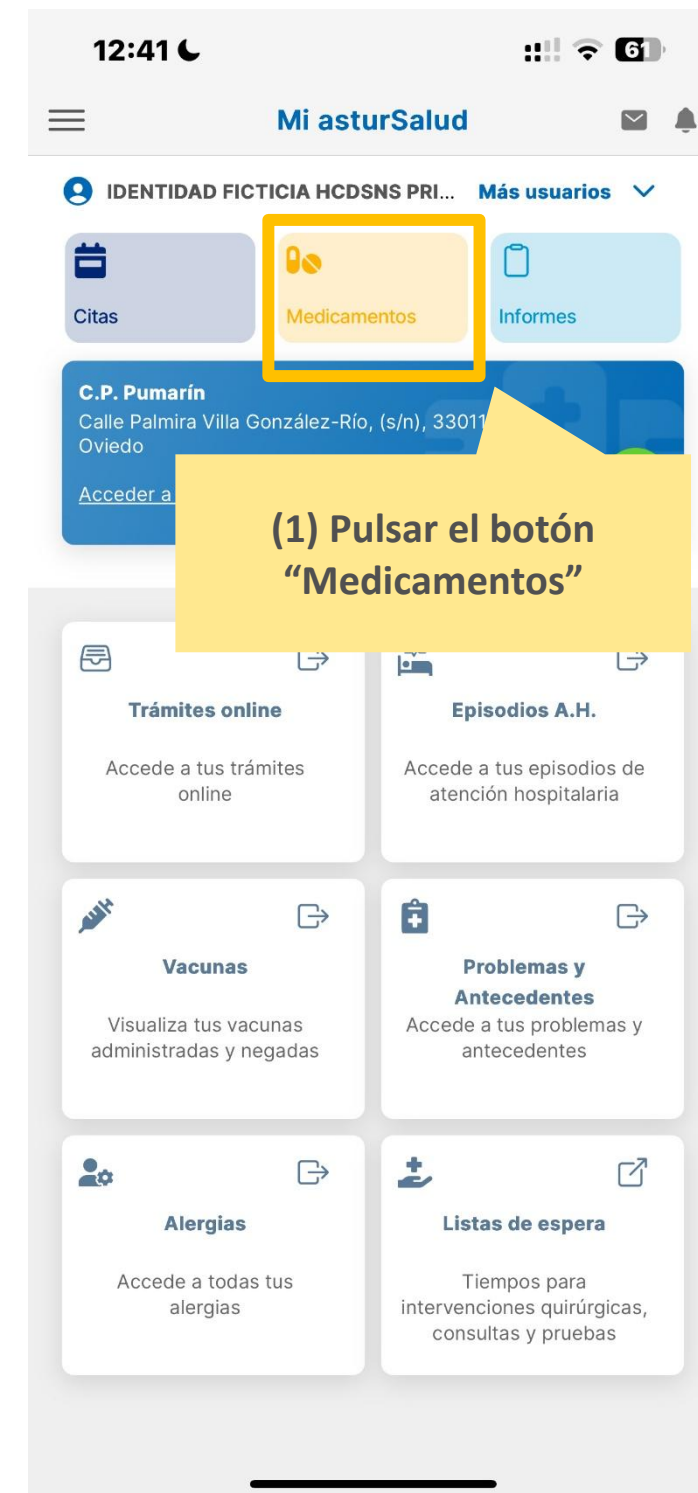 12:41
61
Mi asturSalud
IDENTIDAD FICTICIA HCDSNS PRI... Más usuarios
Citas
Medicamentos
Informes
C.P. Pumarín
Calle Palmira Villa González-Río, (s/n), 33011
Oviedo
Acceder a
(1) Pulsar el botón
“Medicamentos”
Trámites online
Accede a tus trámites
online
Episodios A.H.
Accede a tus episodios de
atención hospitalaria
Vacunas
Visualiza tus vacunas
administradas y negadas
Problemas y
Antecedentes
Accede a tus problemas y
antecedentes
Alergias
Accede a todas tus
alergias
Listas de espera
Tiempos para
intervenciones quirúrgicas,
consultas y pruebas